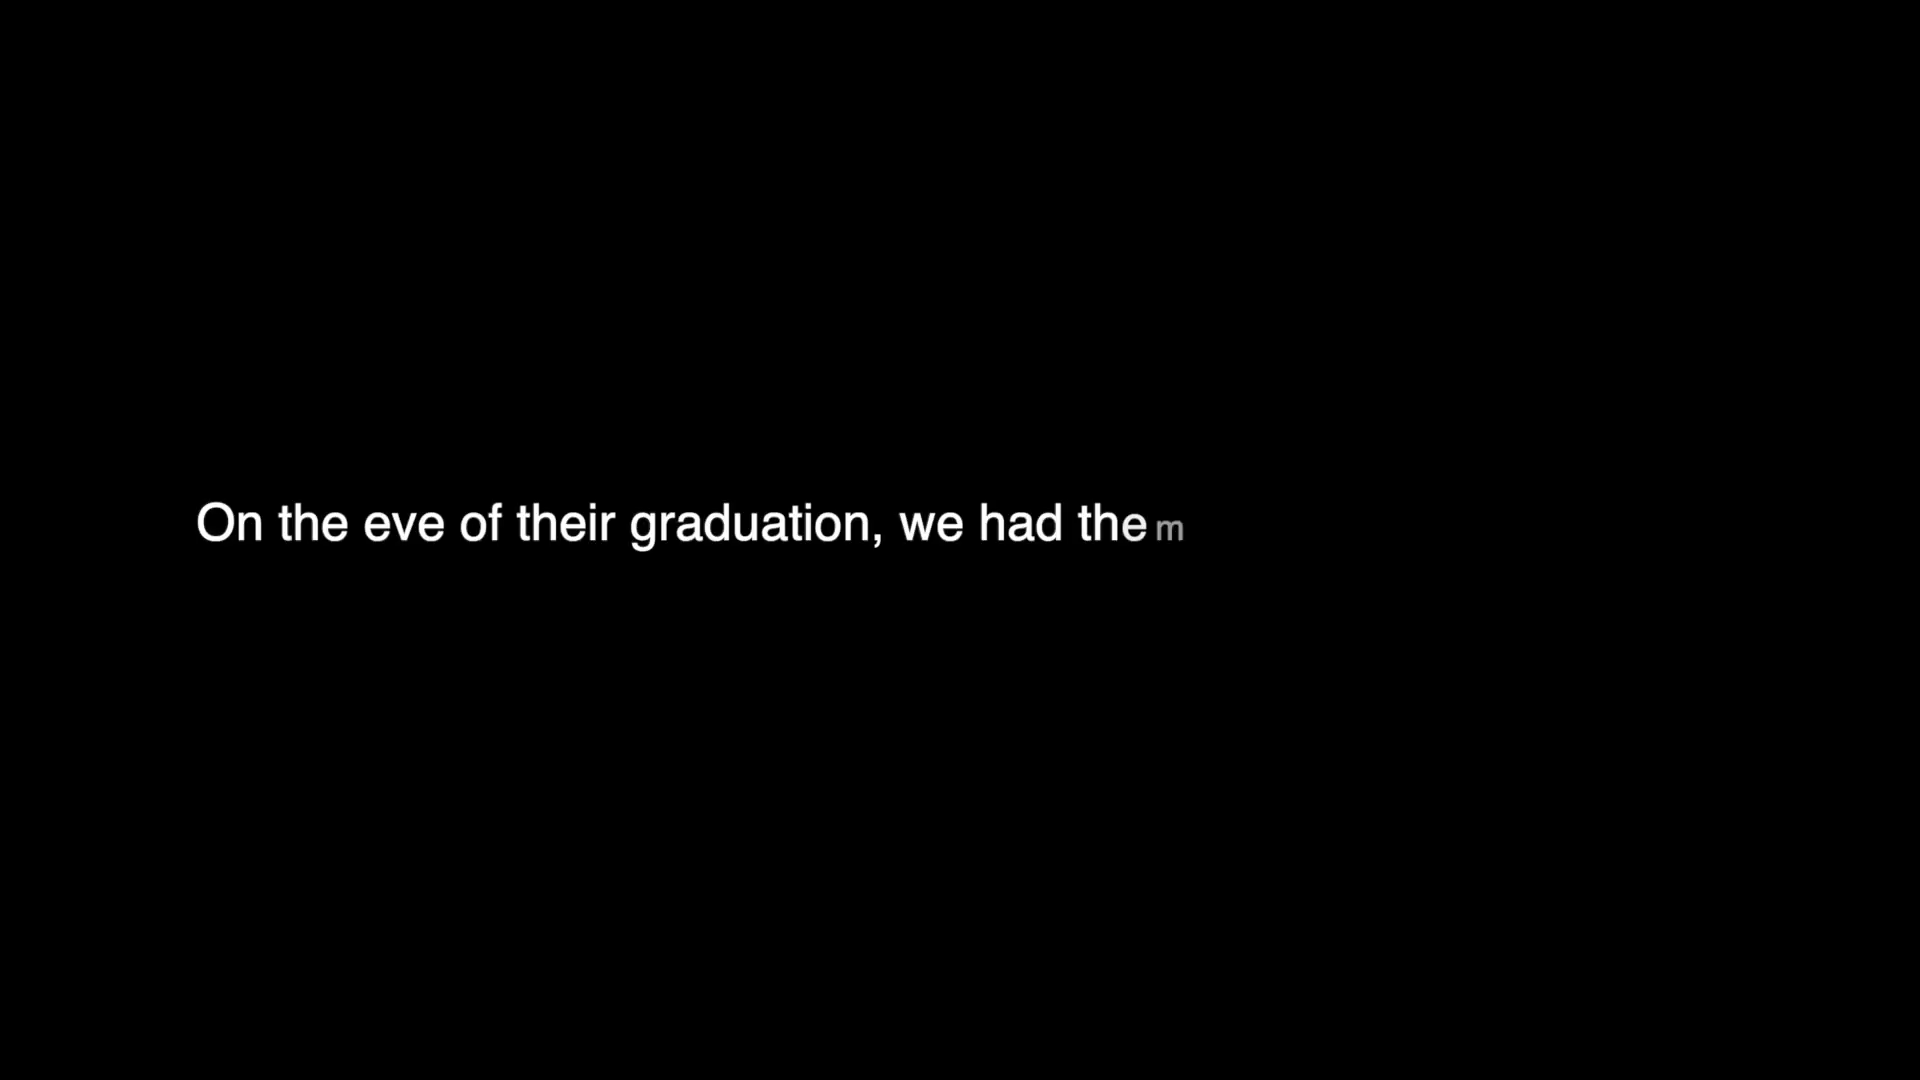 On the eve of their graduation, we had them